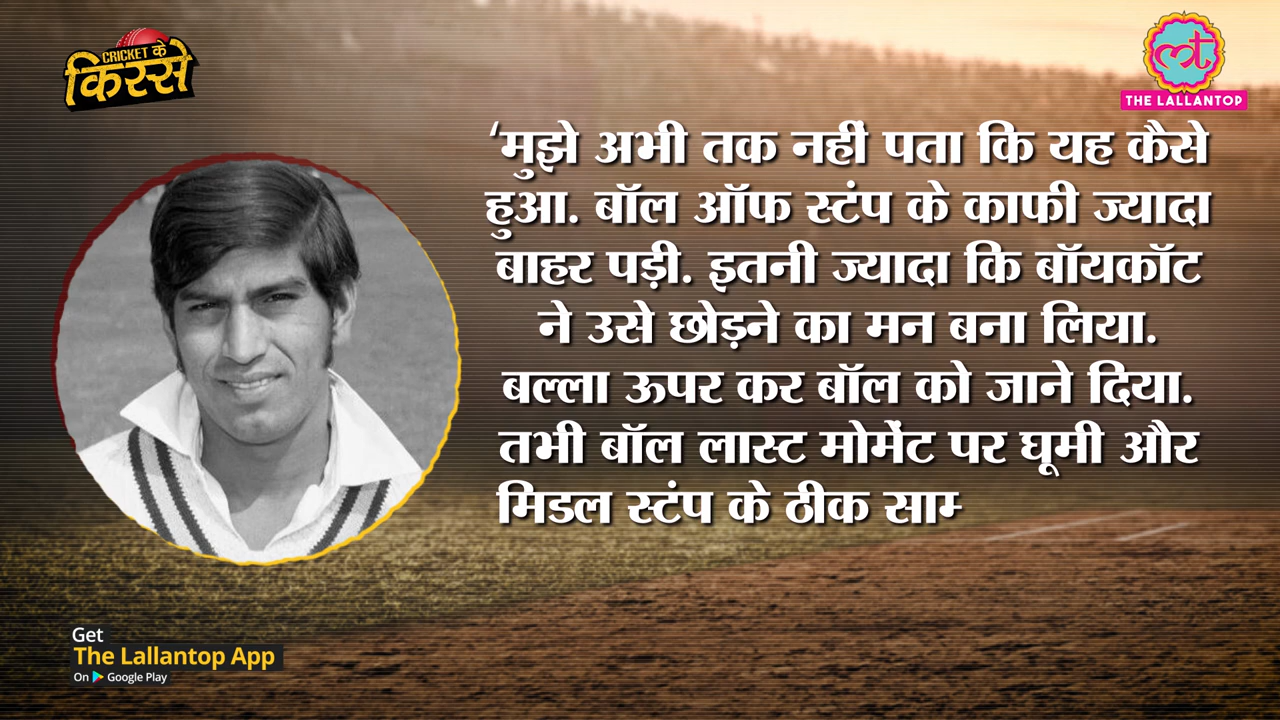 CRICKET के
किस्से
THE LALLANTOP
‘मुझे अभी तक नहीं पता कि यह कैसे
हुआ. बॉल ऑफ स्टंप के काफी ज्यादा
बाहर पड़ी. इतनी ज्यादा कि बॉयकॉट
ने उसे छोड़ने का मन बना लिया.
बल्ला ऊपर कर बॉल को जाने दिया.
तभी बॉल लास्ट मोमेंट पर घूमी और
मिडल स्टंप के ठीक साम्
Get
The Lallantop App
On Google Play